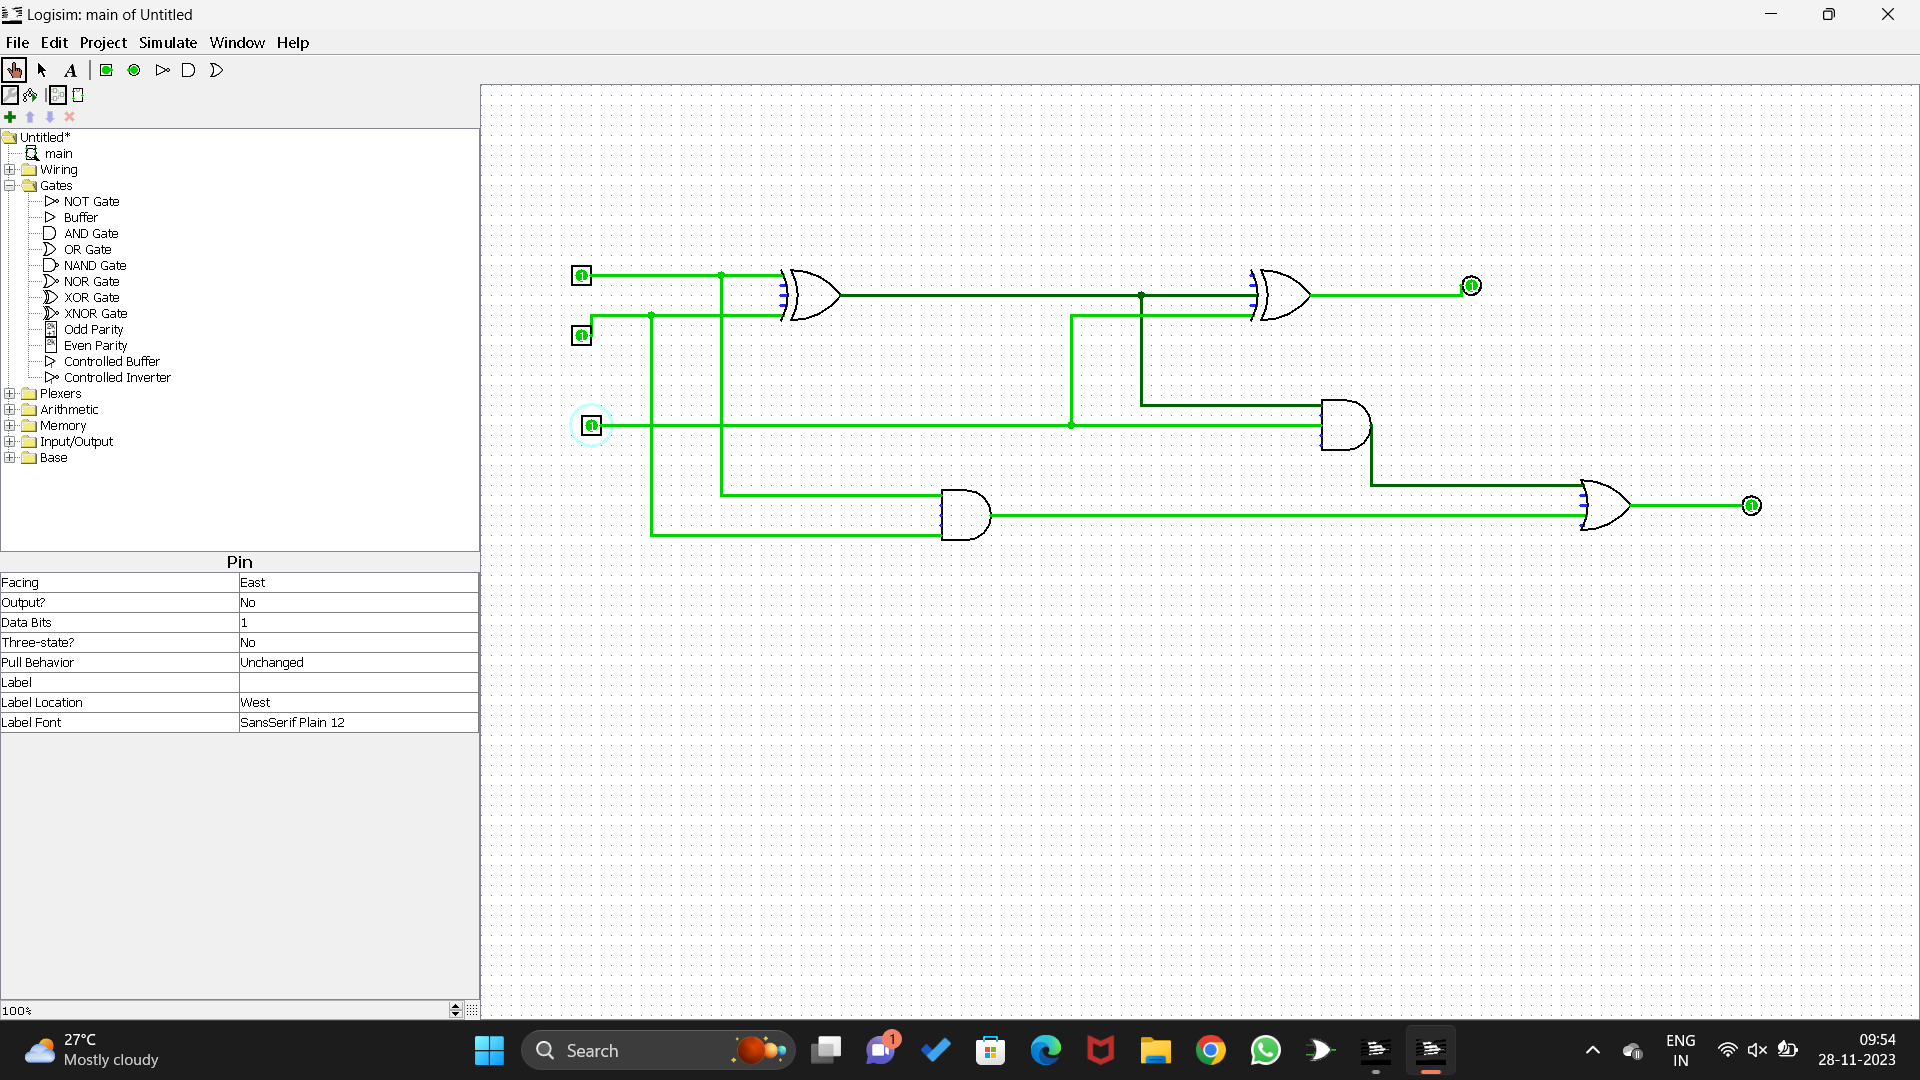 Logisim: main of Untitled
File Edit Project Simulate Window Help
A
Untitled*
main
Wiring
Gates
NOT Gate
Buffer
AND Gate
OR Gate
NAND Gate
NOR Gate
XOR Gate
XNOR Gate
Odd Parity
Even Parity
Controlled Buffer
Controlled Inverter
Plexers
Arithmetic
Memory
Input/Output
Base
1
1
1
1
1
Pin
Facing East
Output? No
Data Bits 1
Three-state? No
Pull Behavior Unchanged
Label
Label Location West
Label Font SansSerif Plain 12
100%
27°C
Mostly cloudy
Search
1
ENG
IN
09:54
28-11-2023